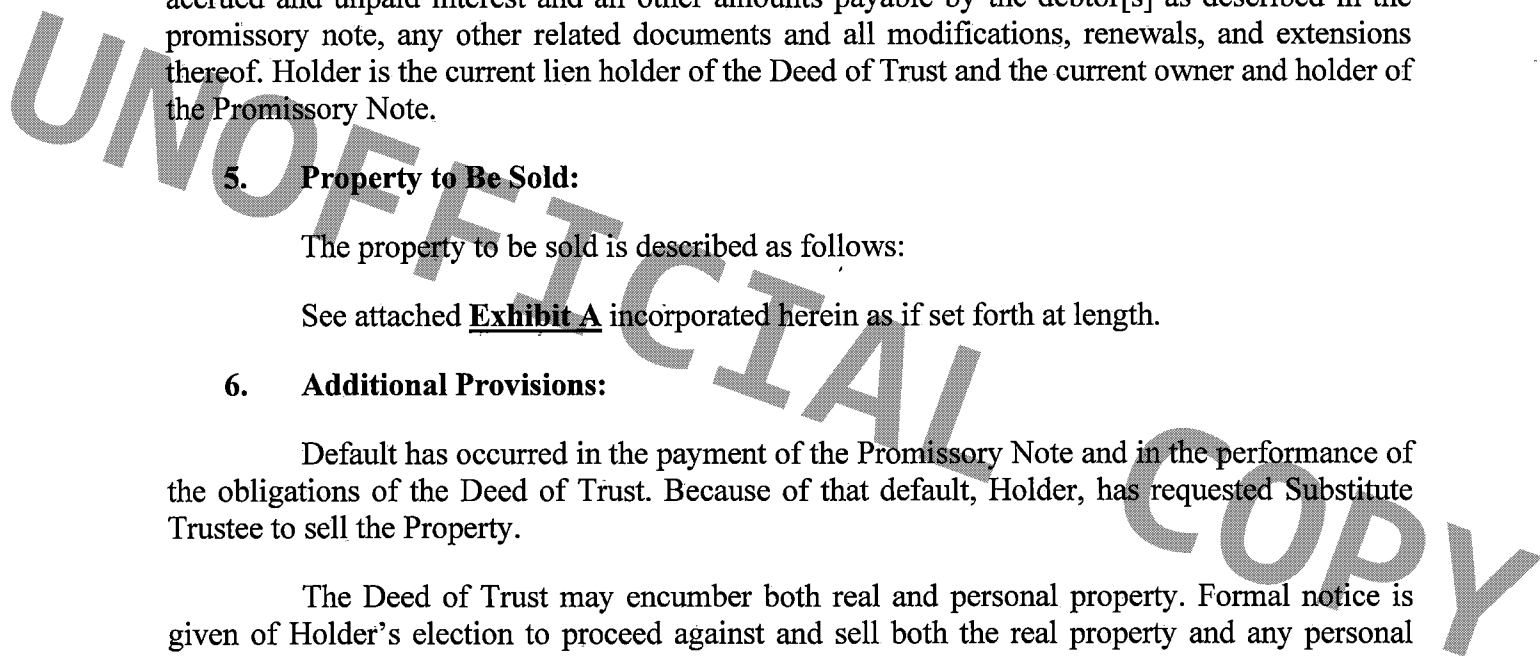 accrued and unpaid interest and all other amounts payable by the debtor[s] as described in the
promissory note, any other related documents and all modifications, renewals, and extensions
thereof. Holder is the current lien holder of the Deed of Trust and the current owner and holder of
the Promissory Note.
5. Property to Be Sold:
The property to be sold is described as follows:
See attached Exhibit A incorporated herein as if set forth at length.
6. Additional Provisions:
Default has occurred in the payment of the Promissory Note and in the performance of
the obligations of the Deed of Trust. Because of that default, Holder, has requested Substitute
Trustee to sell the Property.
The Deed of Trust may encumber both real and personal property. Formal notice is
given of Holder's election to proceed against and sell both the real property and any personal
UNOFFICIAL COPY